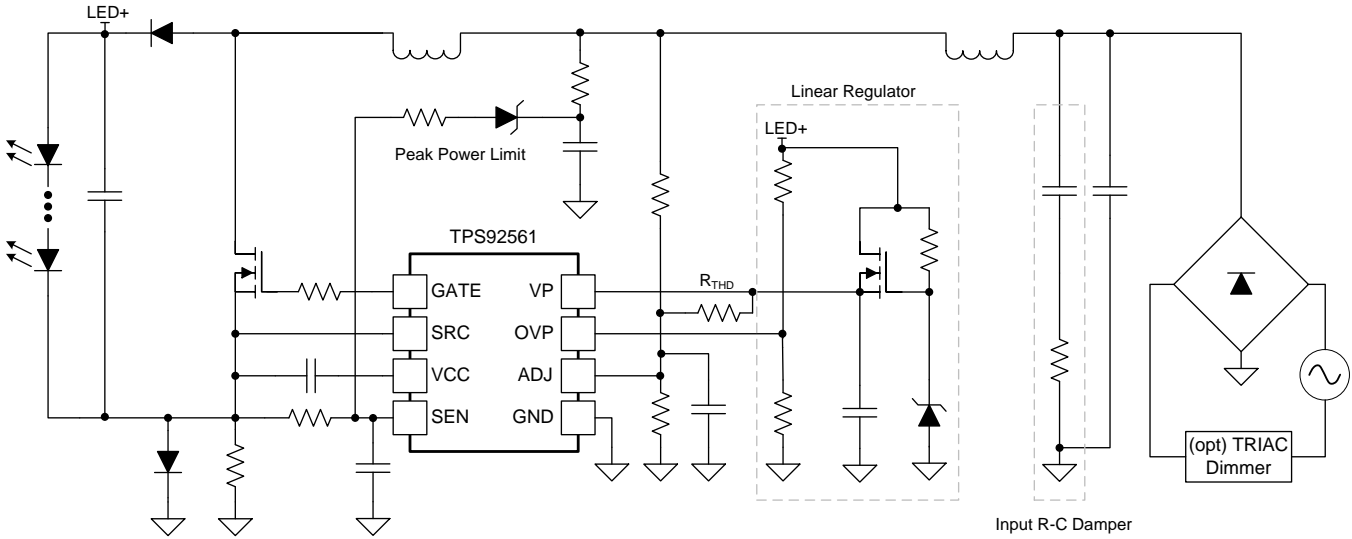 LED+
Linear Regulator
LED+
Peak Power Limit
TPS92561
GATE
VP
RTHD
SRC
OVP
VCC
ADJ
SEN
GND
(opt) TRIAC
Dimmer
Input R-C Damper